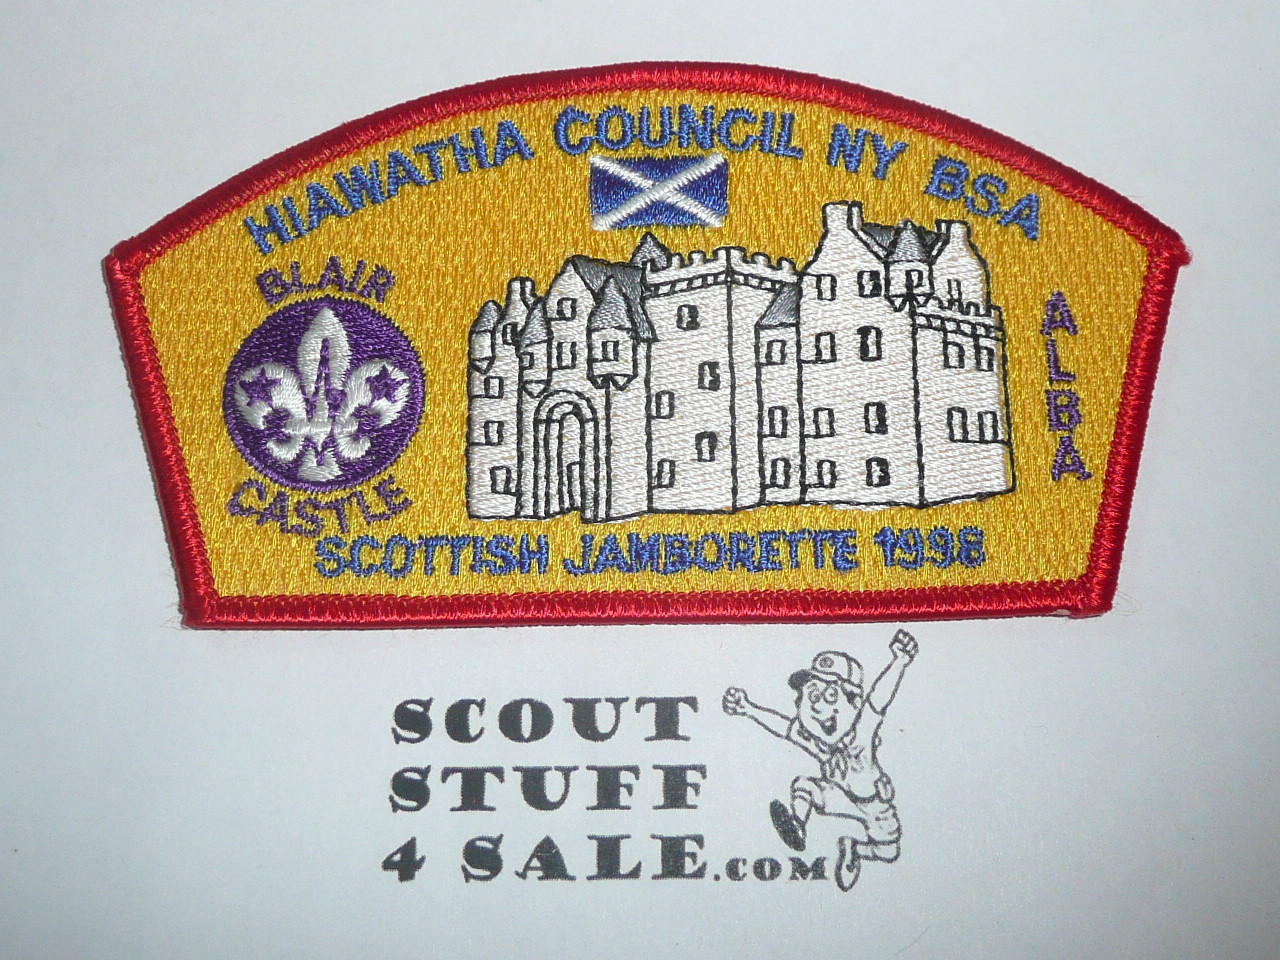 HIAWATHA COUNCIL NY BSA
BLAIR
CASTLE
ALBA
SCOTTISH JAMBORETTE 1998
SCOUT
STUFF
4 SALE.COM